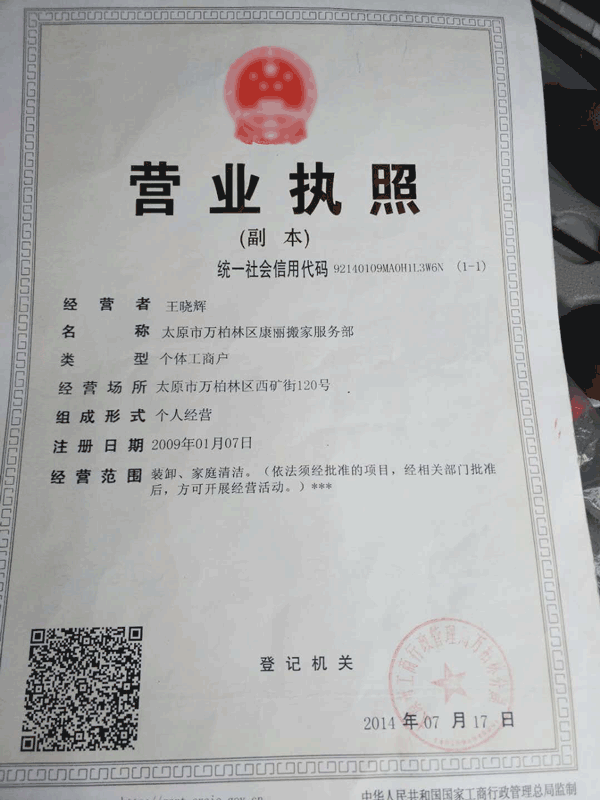 营业执照
(副 本)
统一社会信用代码 92140109MA0H1L3W6N (1-1)
经营者 王晓辉
名称 太原市万柏林区康丽搬家服务部
类型 个体工商户
经营场所 太原市万柏林区西矿街120号
组成形式 个人经营
注册日期 2009年01月07日
经营范围 装卸、家庭清洁。(依法须经批准的项目,经相关部门批准
后,方可开展经营活动。)***
登记机关
2014 年 07 月 17 日
中华人民共和国国家工商行政管理总局监制